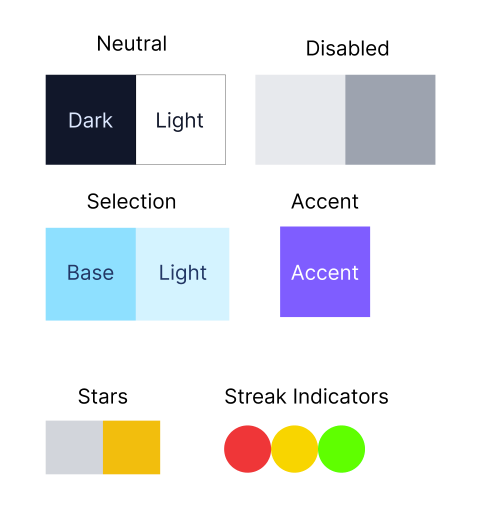 Neutral
Disabled
Dark
Light
Selection
Accent
Base
Light
Accent
Stars
Streak Indicators